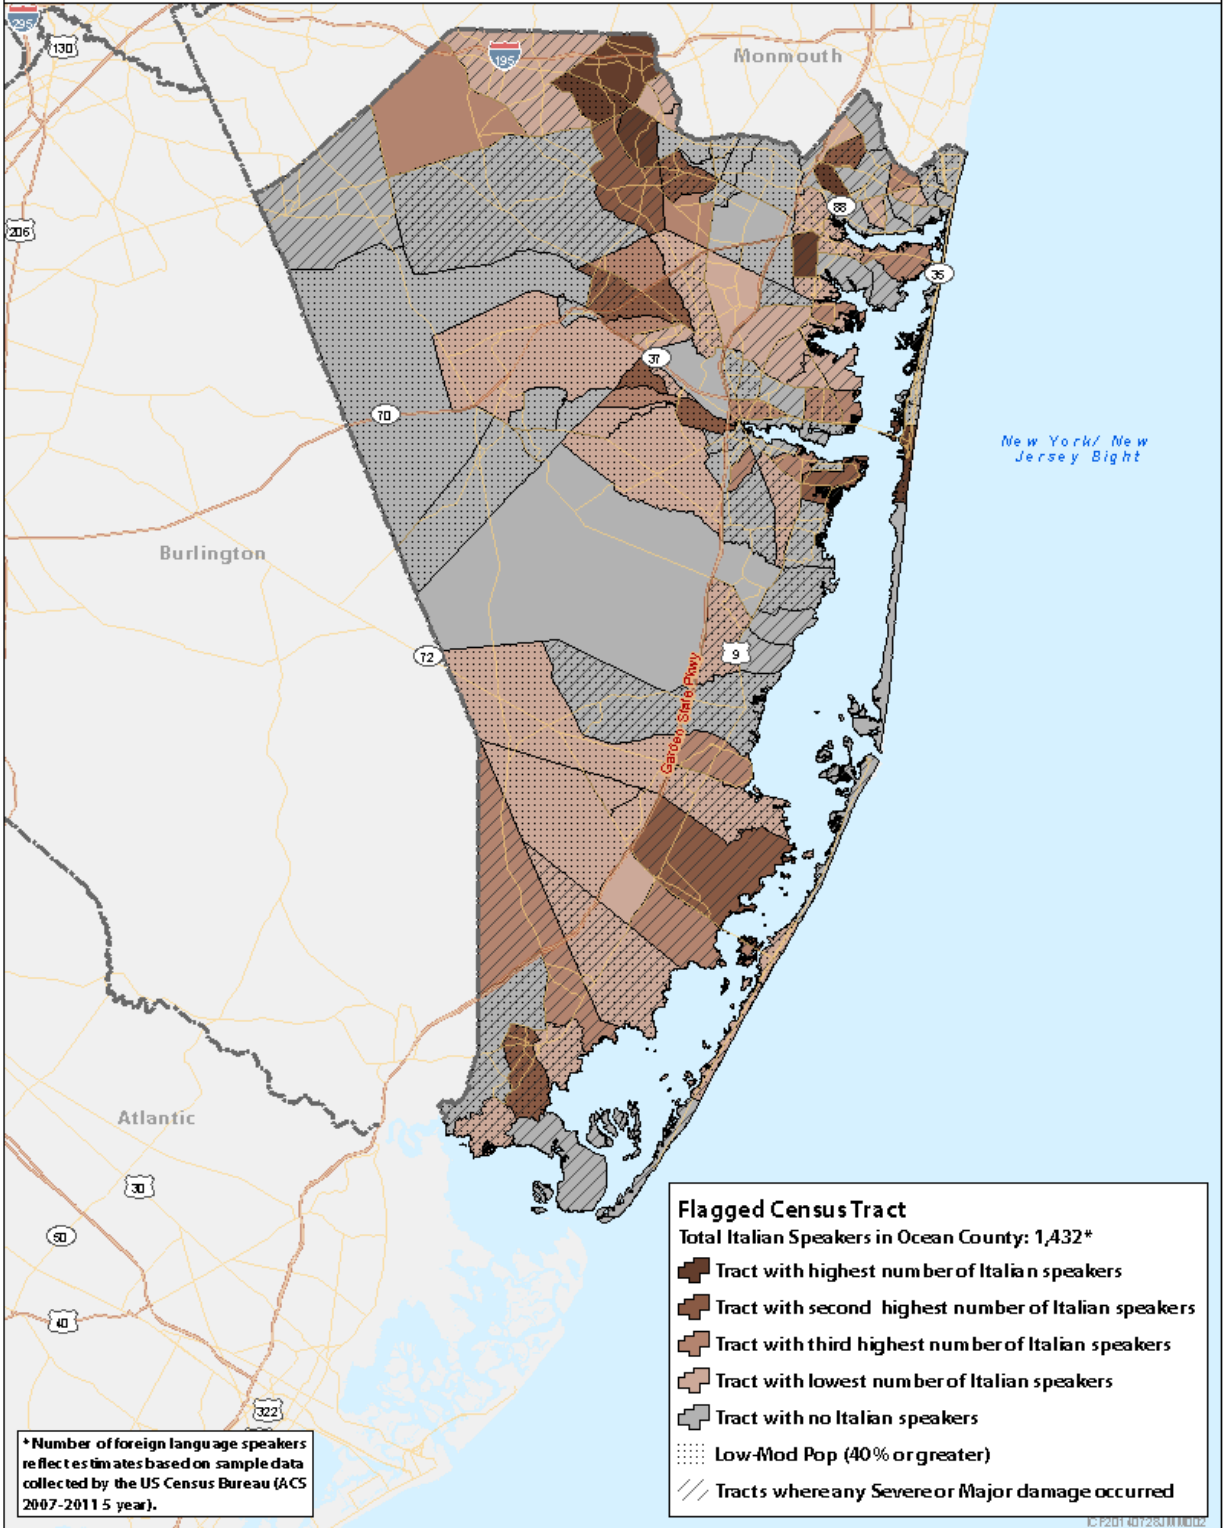 295
130
195
Monmouth
88
206
35
37
70
New York/ New
Jersey Bight
Burlington
72
9
Garden State Pkwy
Atlantic
30
50
40
322
Flagged Census Tract
Total Italian Speakers in Ocean County: 1,432*
Tract with highest number of Italian speakers
Tract with second highest number of Italian speakers
Tract with third highest number of Italian speakers
Tract with lowest number of Italian speakers
Tract with no Italian speakers
Low-Mod Pop (40% or greater)
Tracts where any Severe or Major damage occurred
*Number of foreign language speakers
reflect estimates based on sample data
collected by the US Census Bureau (ACS
2007-2011 5 year).